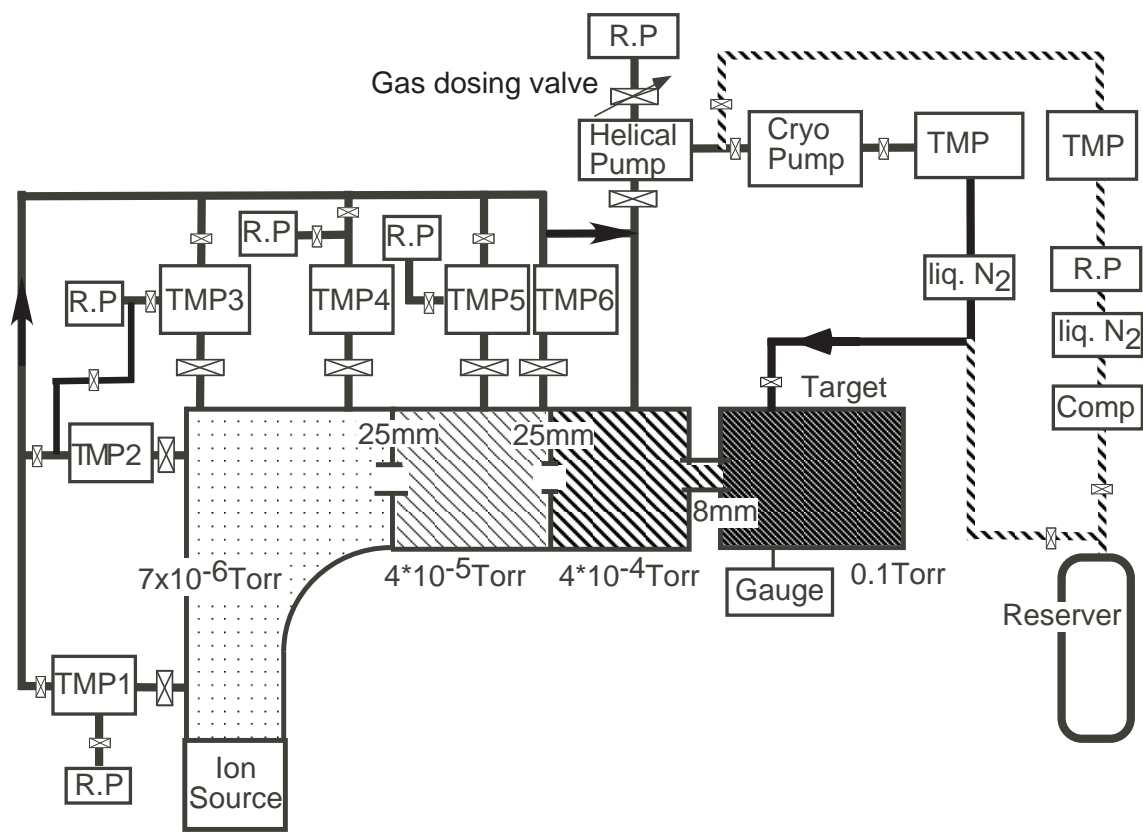 R.P
Gas dosing valve
Helical
Pump
Cryo
Pump
TMP
TMP
R.P
R.P
TMP3
TMP4
TMP5
TMP6
R.P
liq. N2
R.P
liq. N2
Comp
Target
25mm
25mm
8mm
TMP2
7x10-6Torr
4*10-5Torr
4*10-4Torr
0.1Torr
Gauge
Reserver
TMP1
R.P
Ion
Source